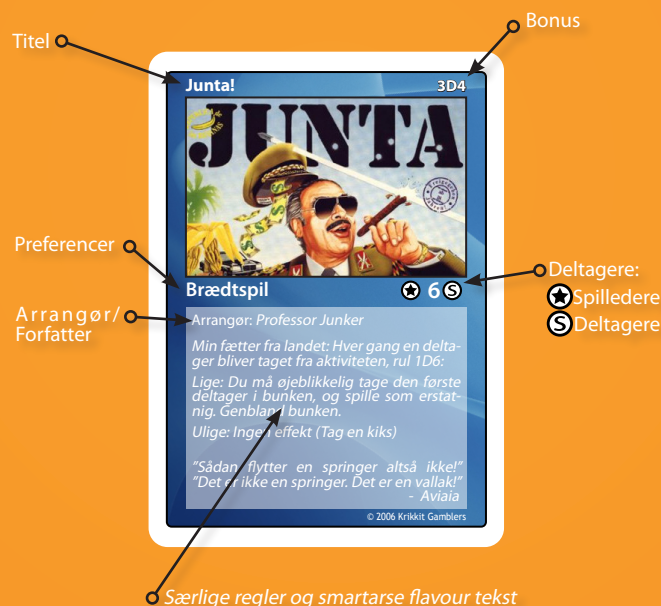 Titel
Bonus
Junta!
3D4
JUNTA
Preferencer
Brædtspil
6 S
Deltagere:
Spilledere
S Deltagere
Arrangør/
Forfatter
Arrangør: Professor Junker
Min fætter fra landet: Hver gang en delta-
ger bliver taget fra aktiviteten, rul 1D6:
Lige: Du må øjeblikkelig tage den første
deltager i bunken, og spille som erstat-
nig. Genbland bunken.
Ulige: Ingen effekt (Tag en kiks)
"Sådan flytter en springer altså ikke!"
"Det er ikke en springer. Det er en vallak!"
- Aviaia
© 2006 Krikkit Gamblers
Særlige regler og smartarse flavour tekst